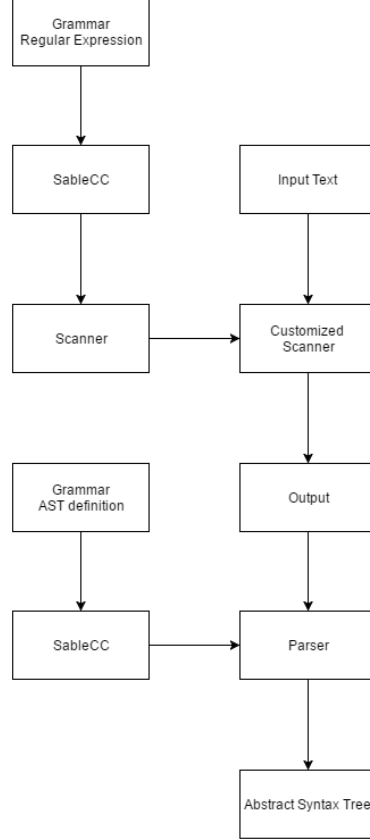 Grammar
Regular Expression
SableCC
Input Text
Scanner
Customized
Scanner
Grammar
AST definition
Output
SableCC
Parser
Abstract Syntax Tree